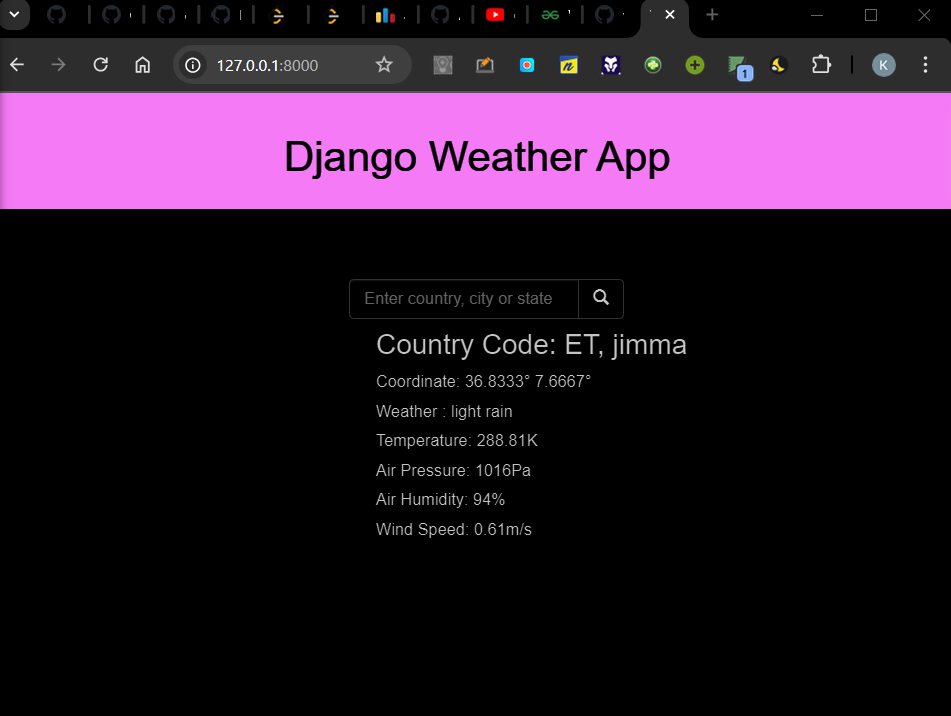 127.0.0.1:8000
1
K
Django Weather App
Enter country, city or state
Country Code: ET, jimma
Coordinate: 36.8333° 7.6667°
Weather : light rain
Temperature: 288.81K
Air Pressure: 1016Pa
Air Humidity: 94%
Wind Speed: 0.61m/s